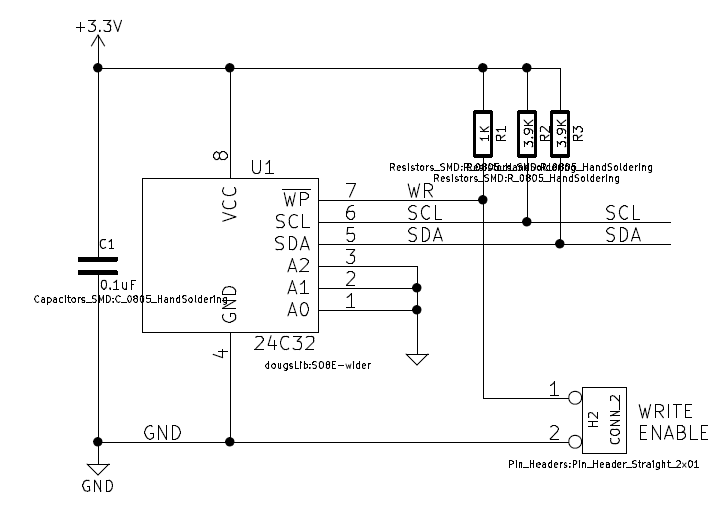 +3.3V
8
U1
VCC
1K
R1
3.9K
R2
3.9K
R3
Resistors_SMD:R_0805_HandSoldering
Resistors_SMD:R_0805_HandSoldering
WP
7
WR
SCL
6
SCL
SCL
SDA
5
SDA
SDA
A2
3
A1
2
A0
1
C1
0.1uF
Capacitors_SMD:C_0805_HandSoldering
GND
4
24C32
dougsLib:SO8E-wider
GND
GND
1
2
H2
CONN_2
WRITE
ENABLE
Pin_Headers:Pin_Header_Straight_2x01